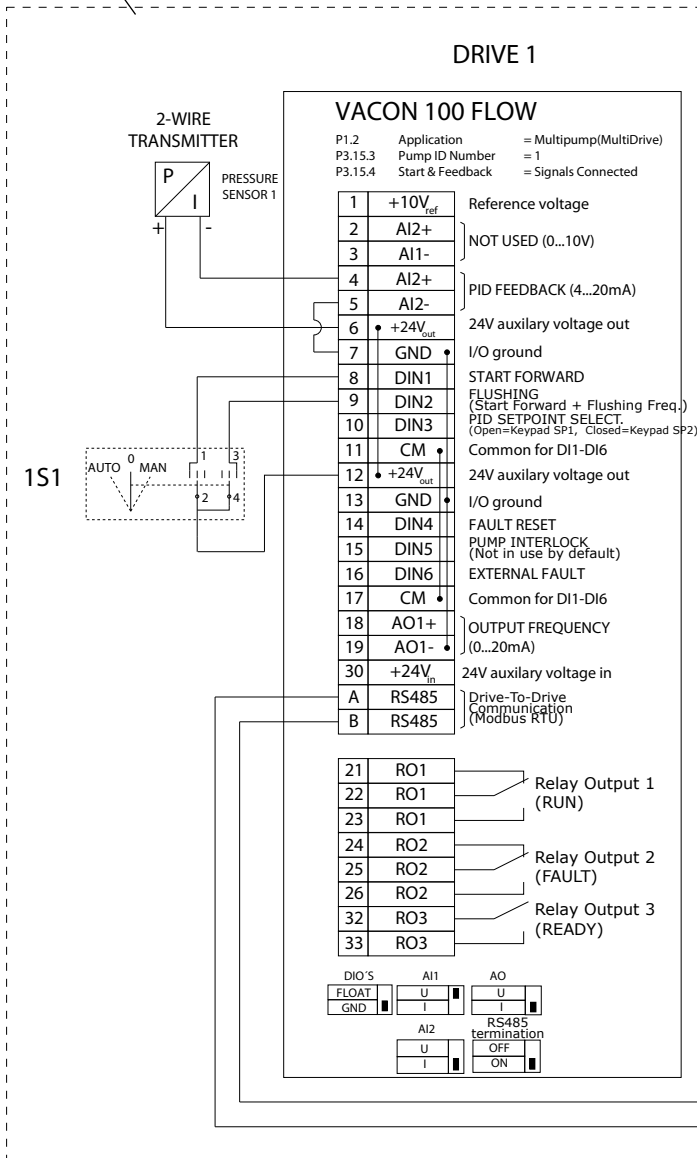 DRIVE 1
VACON 100 FLOW
P1.2 Application = Multipump(MultiDrive)
P3.15.3 Pump ID Number = 1
P3.15.4 Start & Feedback = Signals Connected
2-WIRE
TRANSMITTER
P
I
PRESSURE
SENSOR 1
+ -
1 +10Vref Reference voltage
2 AI2+
3 AI1-
NOT USED (0...10V)
4 AI2+
5 AI2-
PID FEEDBACK (4...20mA)
6 +24Vout 24V auxilary voltage out
7 GND I/O ground
8 DIN1 START FORWARD
9 DIN2 FLUSHING
(Start Forward + Flushing Freq.)
10 DIN3 PID SETPOINT SELECT.
(Open=Keypad SP1, Closed=Keypad SP2)
11 CM Common for DI1-DI6
12 +24Vout 24V auxilary voltage out
13 GND I/O ground
14 DIN4 FAULT RESET
15 DIN5 PUMP INTERLOCK
(Not in use by default)
16 DIN6 EXTERNAL FAULT
17 CM Common for DI1-DI6
18 AO1+ OUTPUT FREQUENCY
19 AO1- (0...20mA)
30 +24Vin 24V auxilary voltage in
A RS485 Drive-To-Drive
Communication
B RS485 (Modbus RTU)
1S1
AUTO 0 MAN
1 3
2 4
21 RO1
22 RO1
23 RO1
Relay Output 1
(RUN)
24 RO2
25 RO2
26 RO2
Relay Output 2
(FAULT)
32 RO3
33 RO3
Relay Output 3
(READY)
DIO´S AI1 AO
FLOAT U U
GND I I
AI2 RS485
termination
U OFF
I ON